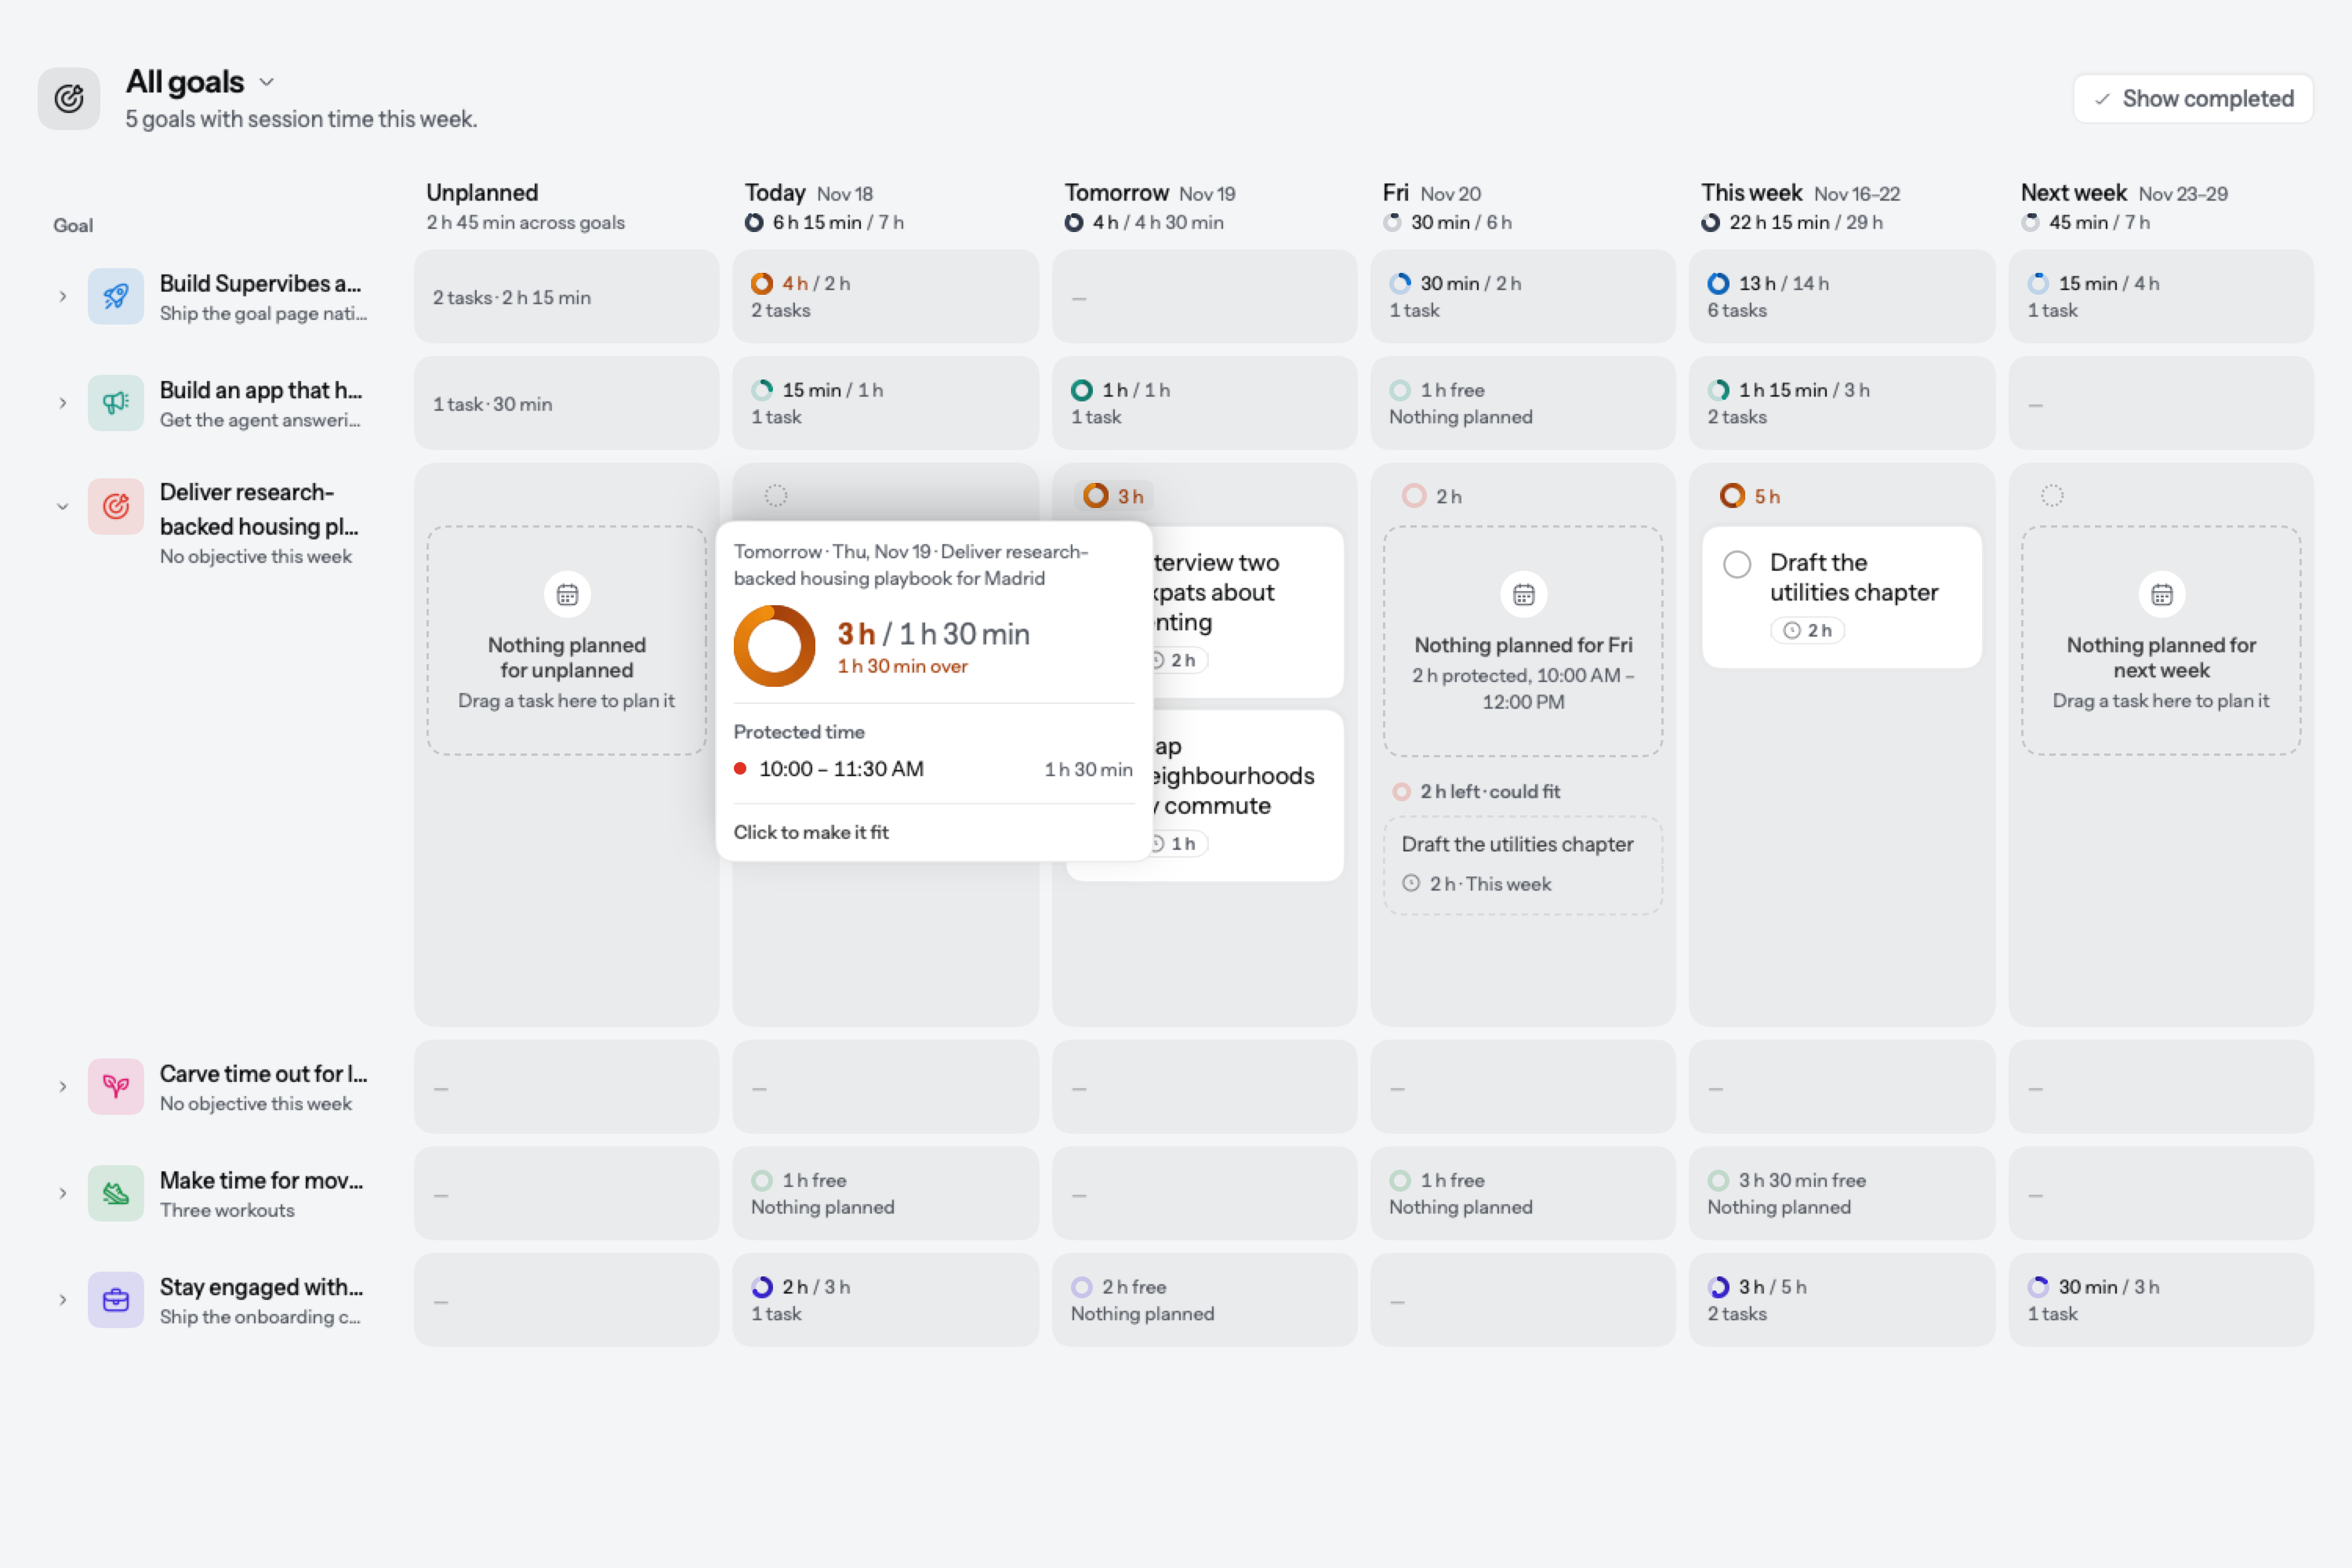 All goals
5 goals with session time this week.
Show completed
Goal
Unplanned
2 h 45 min across goals
Today Nov 18
6 h 15 min / 7 h
Tomorrow Nov 19
4 h / 4 h 30 min
Fri Nov 20
30 min / 6 h
This week Nov 16–22
22 h 15 min / 29 h
Next week Nov 23–29
45 min / 7 h
Build Supervibes a...
Ship the goal page nati...
2 tasks · 2 h 15 min
4 h / 2 h
2 tasks
–
30 min / 2 h
1 task
13 h / 14 h
6 tasks
15 min / 4 h
1 task
Build an app that h...
Get the agent answeri...
1 task · 30 min
15 min / 1 h
1 task
1 h / 1 h
1 task
1 h free
Nothing planned
1 h 15 min / 3 h
2 tasks
–
Deliver research-
backed housing pl...
No objective this week
Nothing planned
for unplanned
Drag a task here to plan it
Tomorrow · Thu, Nov 19 · Deliver research-
backed housing playbook for Madrid
3 h / 1 h 30 min
1 h 30 min over
Protected time
10:00 – 11:30 AM
1 h 30 min
Click to make it fit
3 h
terview two
xpats about
nting
2 h
ap
eighbourhoods
y commute
1 h
2 h
Nothing planned for Fri
2 h protected, 10:00 AM –
12:00 PM
2 h left · could fit
Draft the utilities chapter
2 h · This week
5 h
Draft the
utilities chapter
2 h
Nothing planned for
next week
Drag a task here to plan it
Carve time out for l...
No objective this week
–
–
–
–
–
–
Make time for mov...
Three workouts
–
1 h free
Nothing planned
–
1 h free
Nothing planned
3 h 30 min free
Nothing planned
–
Stay engaged with...
Ship the onboarding c...
–
2 h / 3 h
1 task
2 h free
Nothing planned
–
3 h / 5 h
2 tasks
30 min / 3 h
1 task